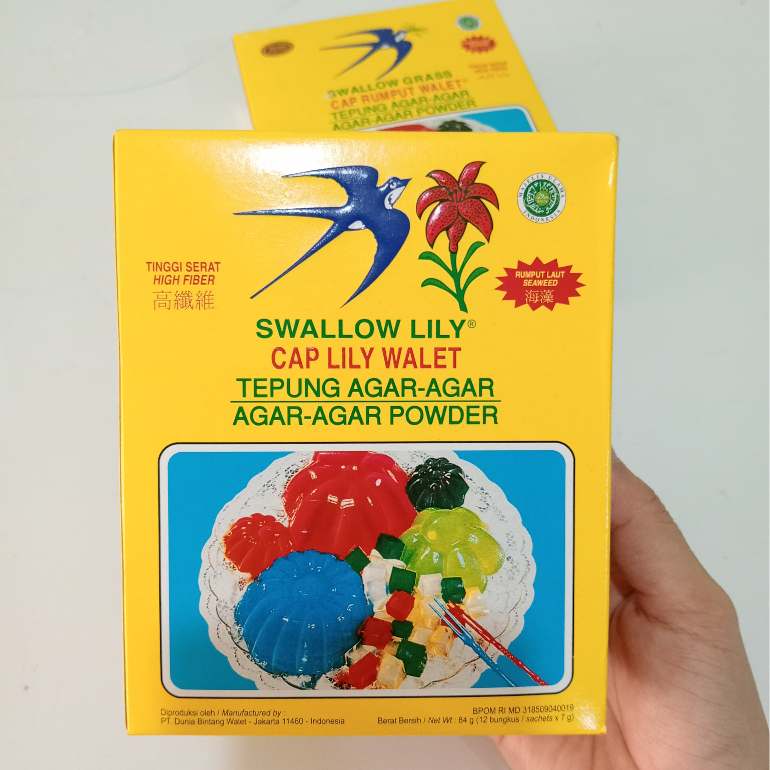 SWALLOW GRASS
CAP RUMPUT WALET®
TEPUNG AGAR-AGAR
AGAR-AGAR POWDER
MAJELIS ULAMA
INDONESIA
TINGGI SERAT
HIGH FIBER
高纖維
RUMPUT LAUT
SEAWEED
海藻
SWALLOW LILY®
CAP LILY WALET
TEPUNG AGAR-AGAR
AGAR-AGAR POWDER
Diproduksi oleh / Manufactured by :
PT. Dunia Bintang Walet - Jakarta 11460 - Indonesia
BPOM RI MD 318509040019
Berat Bersih / Net Wt : 84 g (12 bungkus / sachets x 7 g)